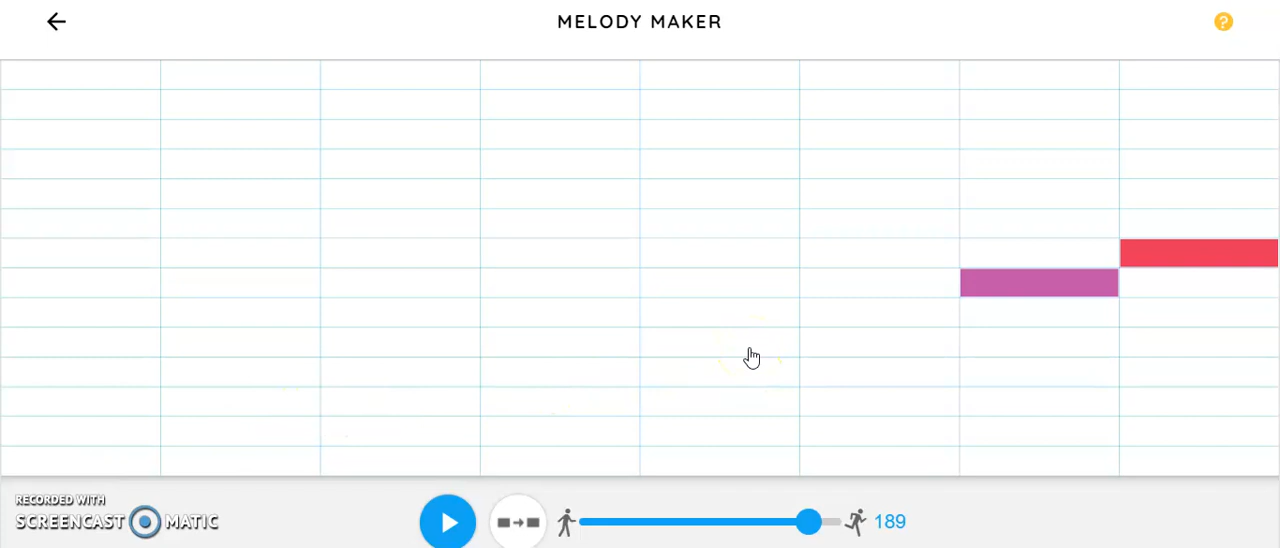 MELODY MAKER
?
RECORDED WITH
SCREENCAST MATIC
189